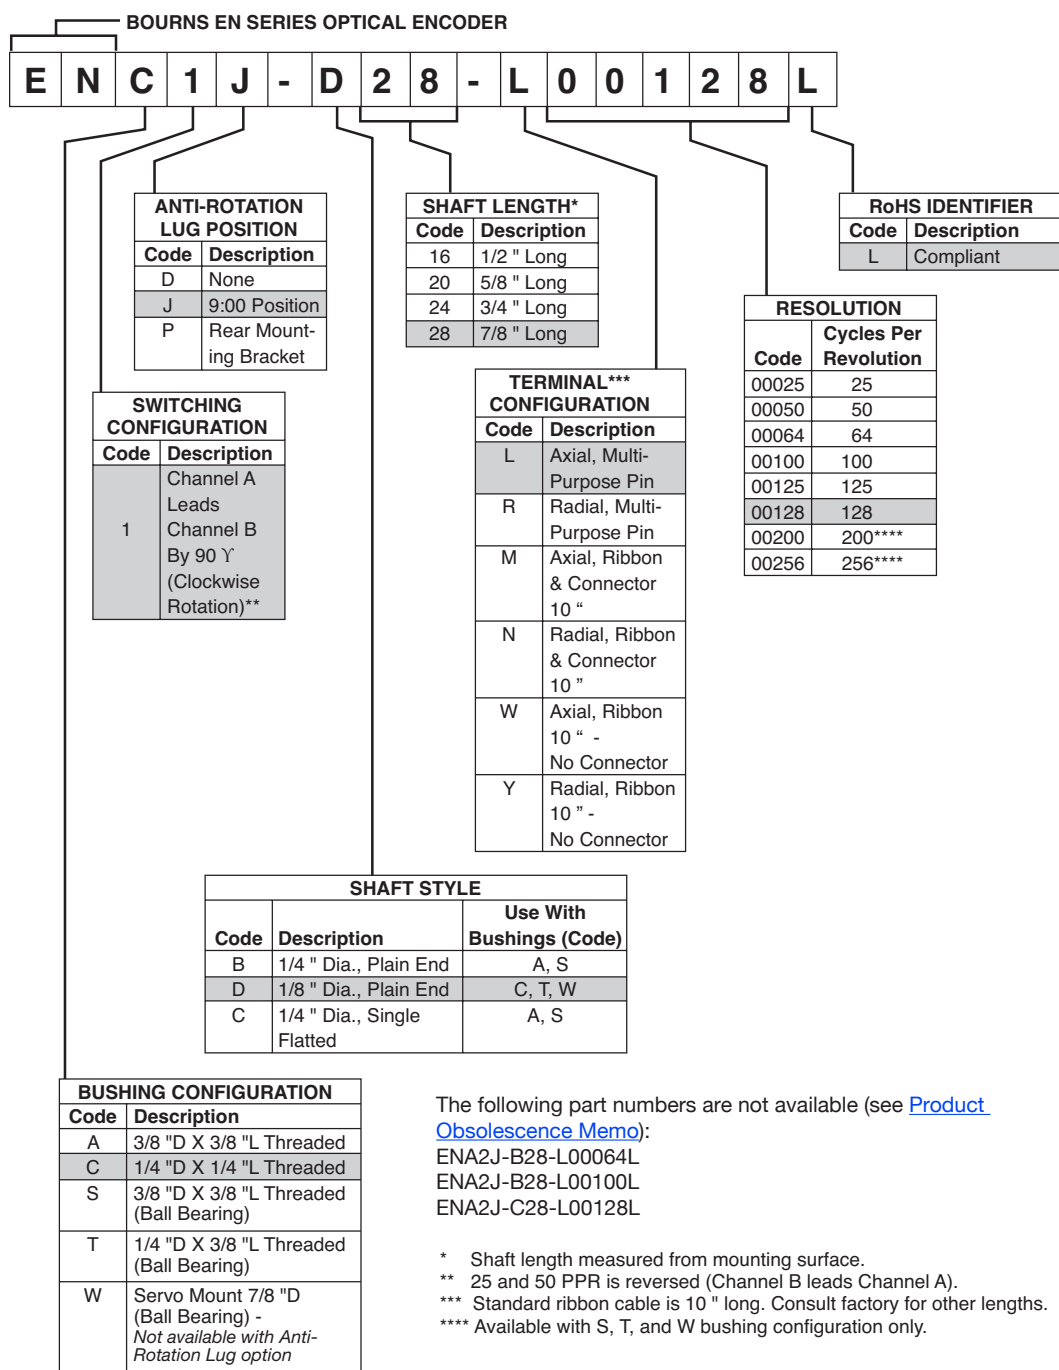 BOURNS EN SERIES OPTICAL ENCODER
E N C 1 J - D 2 8 - L 0 0 1 2 8 L
ANTI-ROTATION
LUG POSITION
Code Description
D None
J 9:00 Position
P Rear Mount-
ing Bracket
SHAFT LENGTH*
Code Description
16 1/2 " Long
20 5/8 " Long
24 3/4 " Long
28 7/8 " Long
RoHS IDENTIFIER
Code Description
L Compliant
RESOLUTION
Cycles Per
Code Revolution
00025 25
00050 50
00064 64
00100 100
00125 125
00128 128
00200 200****
00256 256****
SWITCHING
CONFIGURATION
Code Description
Channel A
Leads
1 Channel B
By 90 ϒ
(Clockwise
Rotation)**
TERMINAL***
CONFIGURATION
Code Description
L Axial, Multi-
Purpose Pin
R Radial, Multi-
Purpose Pin
M Axial, Ribbon
& Connector
10 “
N Radial, Ribbon
& Connector
10 ”
W Axial, Ribbon
10 “ -
No Connector
Y Radial, Ribbon
10 ” -
No Connector
SHAFT STYLE
Use With
Code Description Bushings (Code)
B 1/4 " Dia., Plain End A, S
D 1/8 " Dia., Plain End C, T, W
C 1/4 " Dia., Single A, S
Flatted
BUSHING CONFIGURATION
Code Description
A 3/8 "D X 3/8 "L Threaded
C 1/4 "D X 1/4 "L Threaded
S 3/8 "D X 3/8 "L Threaded
(Ball Bearing)
T 1/4 "D X 3/8 "L Threaded
(Ball Bearing)
W Servo Mount 7/8 "D
(Ball Bearing) -
Not available with Anti-
Rotation Lug option
The following part numbers are not available (see Product
Obsolescence Memo):
ENA2J-B28-L00064L
ENA2J-B28-L00100L
ENA2J-C28-L00128L
* Shaft length measured from mounting surface.
** 25 and 50 PPR is reversed (Channel B leads Channel A).
*** Standard ribbon cable is 10 " long. Consult factory for other lengths.
**** Available with S, T, and W bushing configuration only.